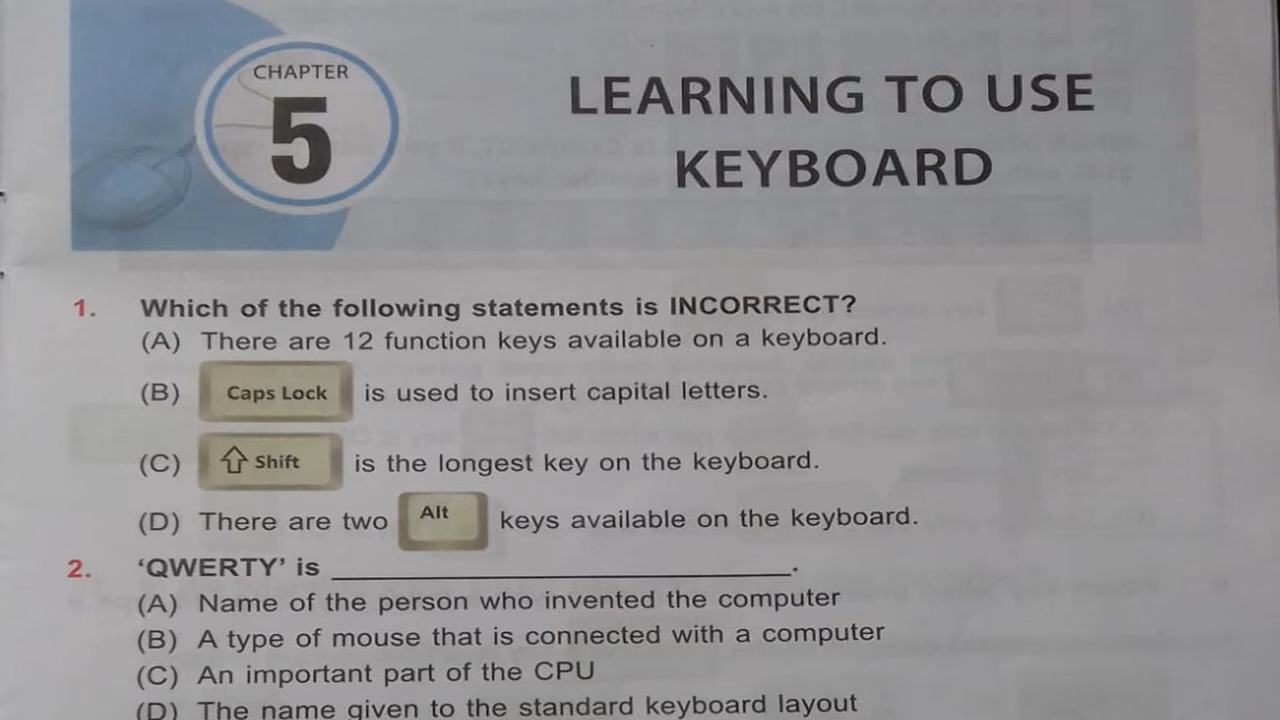 CHAPTER
5
LEARNING TO USE
KEYBOARD
1. Which of the following statements is INCORRECT?
(A) There are 12 function keys available on a keyboard.
(B) Caps Lock is used to insert capital letters.
(C) Shift is the longest key on the keyboard.
(D) There are two Alt keys available on the keyboard.
2. ‘QWERTY’ is ______________________.
(A) Name of the person who invented the computer
(B) A type of mouse that is connected with a computer
(C) An important part of the CPU
(D) The name given to the standard keyboard layout